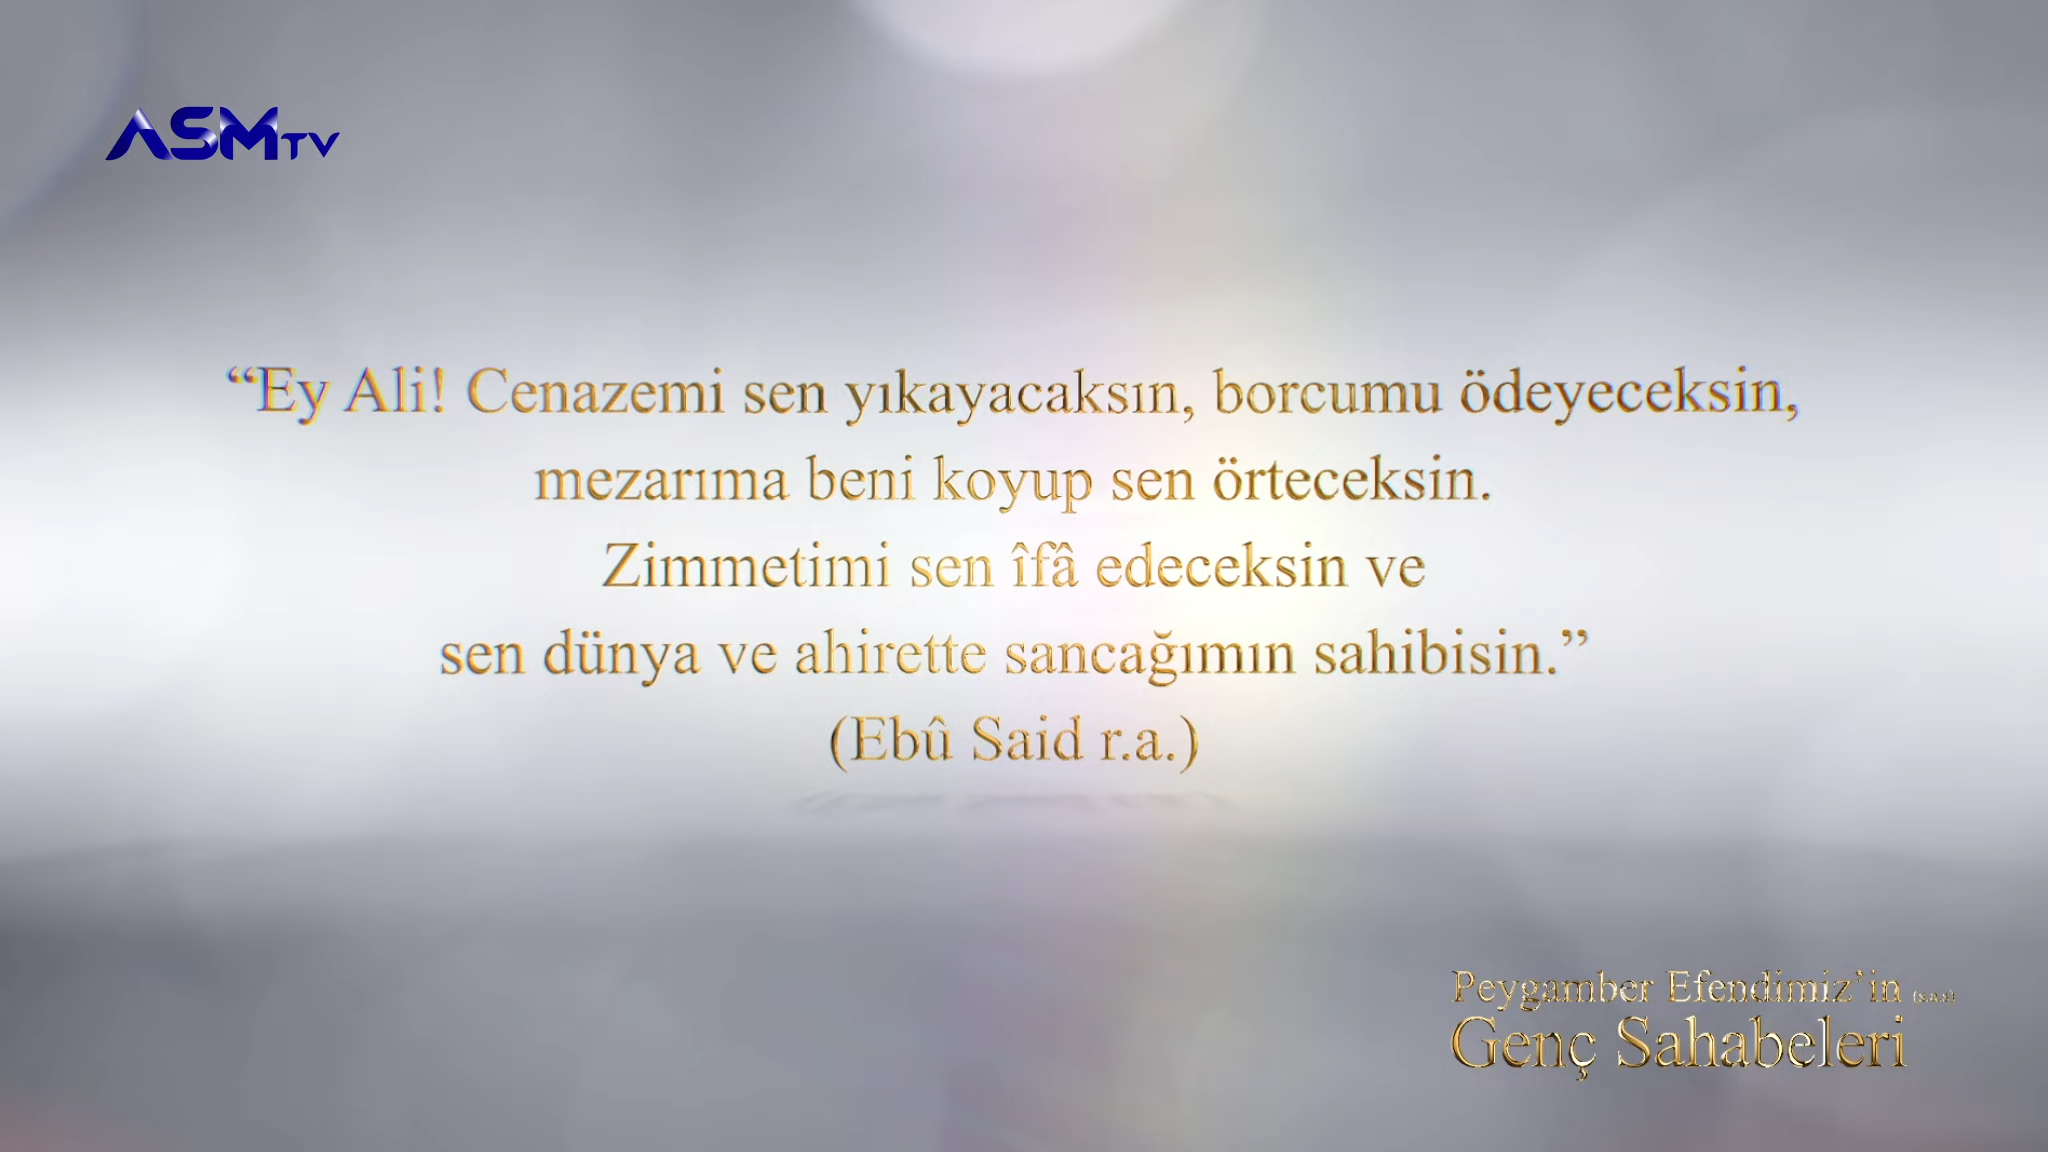 ASMTV
“Ey Ali! Cenazemi sen yıkayacaksın, borcumu ödeyeceksin,
mezarıma beni koyup sen örteceksin.
Zimmetimi sen îfâ edeceksin ve
sen dünya ve ahirette sancağımın sahibisin.”
(Ebû Said r.a.)
Peygamber Efendimiz’in
Genç Sahabeleri